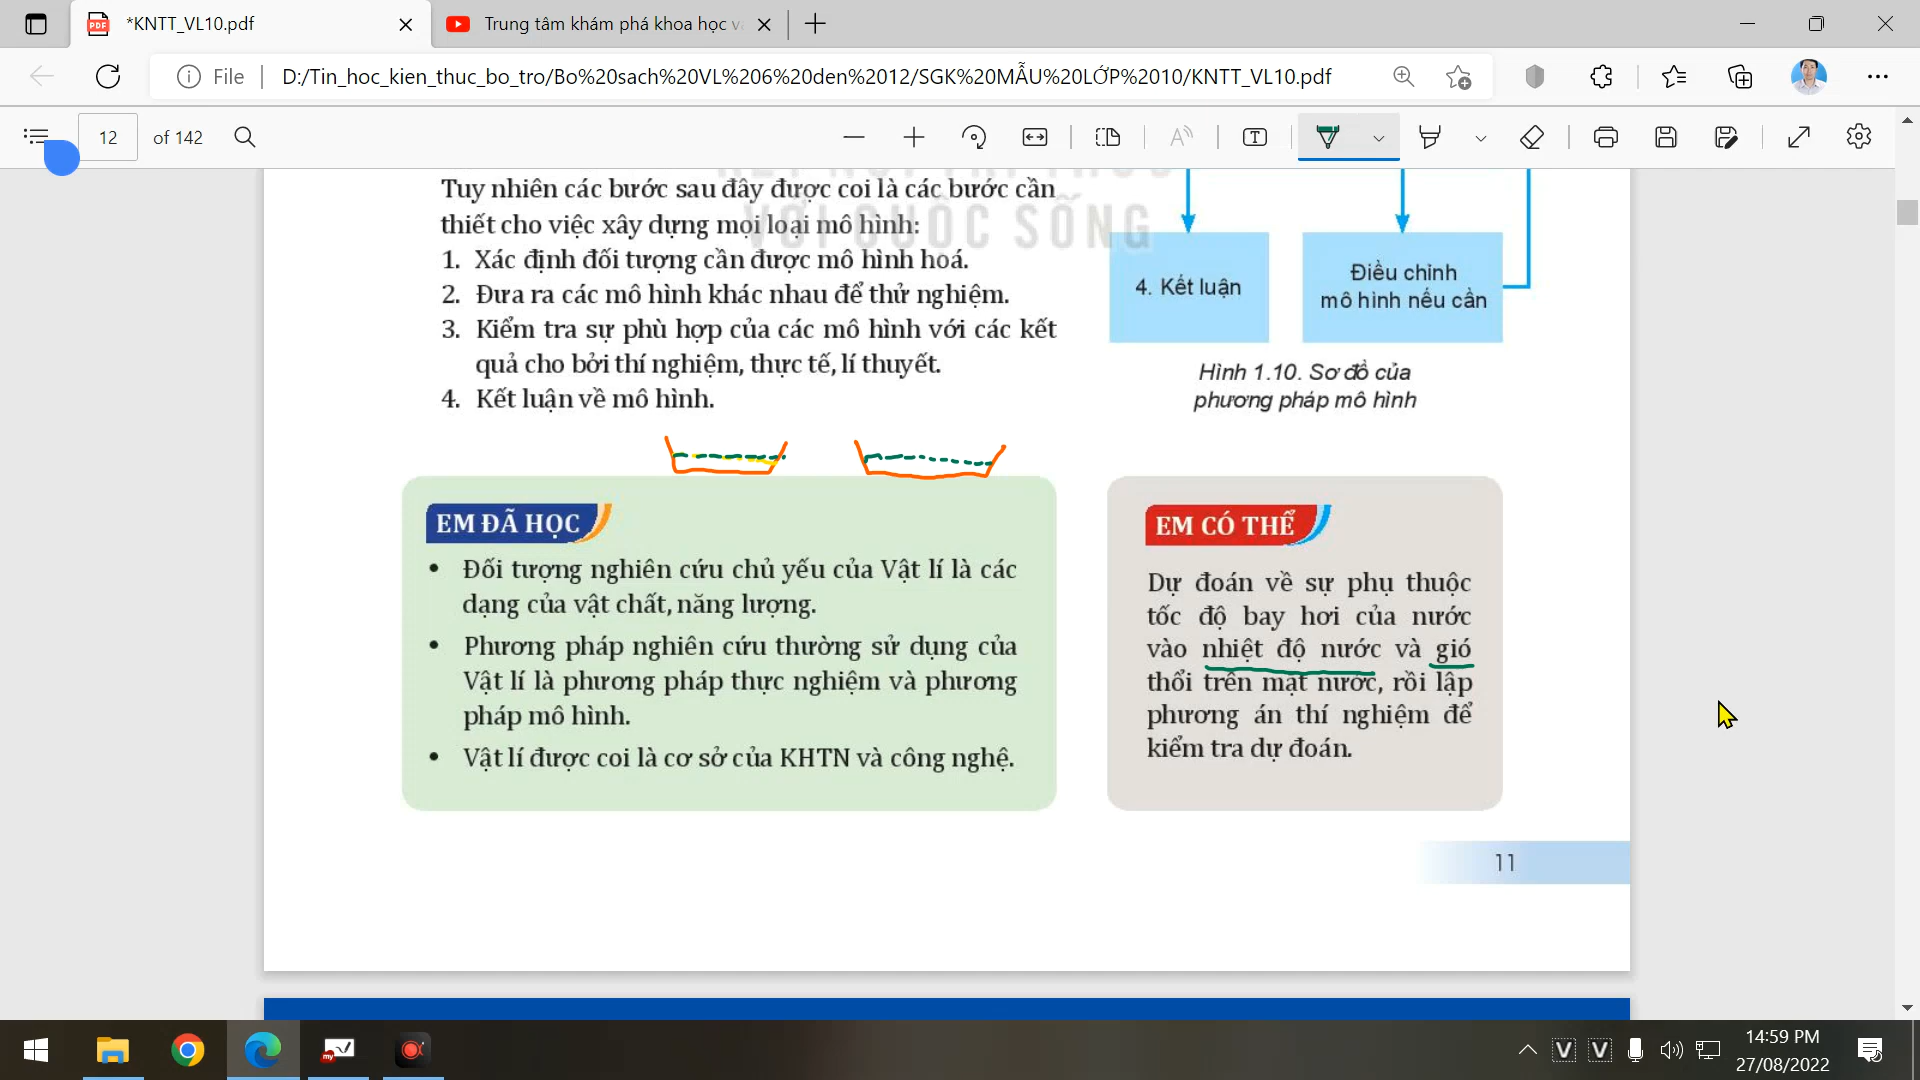 *KNTT_VL10.pdf
Trung tâm khám phá khoa học v
File
D:/Tin_hoc_kien_thuc_bo_tro/Bo%20sach%20VL%206%20den%2012/SGK%20MẪU%20LỚP%2010/KNTT_VL10.pdf
12 of 142
VỚI CUỘC SỐNG
Tuy nhiên các bước sau đây được coi là các bước cần
thiết cho việc xây dựng mọi loại mô hình:
1. Xác định đối tượng cần được mô hình hoá.
2. Đưa ra các mô hình khác nhau để thử nghiệm.
3. Kiểm tra sự phù hợp của các mô hình với các kết
quả cho bởi thí nghiệm, thực tế, lí thuyết.
4. Kết luận về mô hình.
4. Kết luận
Điều chỉnh
mô hình nếu cần
Hình 1.10. Sơ đồ của
phương pháp mô hình
EM ĐÃ HỌC
• Đối tượng nghiên cứu chủ yếu của Vật lí là các
dạng của vật chất, năng lượng.
• Phương pháp nghiên cứu thường sử dụng của
Vật lí là phương pháp thực nghiệm và phương
pháp mô hình.
• Vật lí được coi là cơ sở của KHTN và công nghệ.
EM CÓ THỂ
Dự đoán về sự phụ thuộc
tốc độ bay hơi của nước
vào nhiệt độ nước và gió
thổi trên mặt nước, rồi lập
phương án thí nghiệm để
kiểm tra dự đoán.
11
14:59 PM
27/08/2022